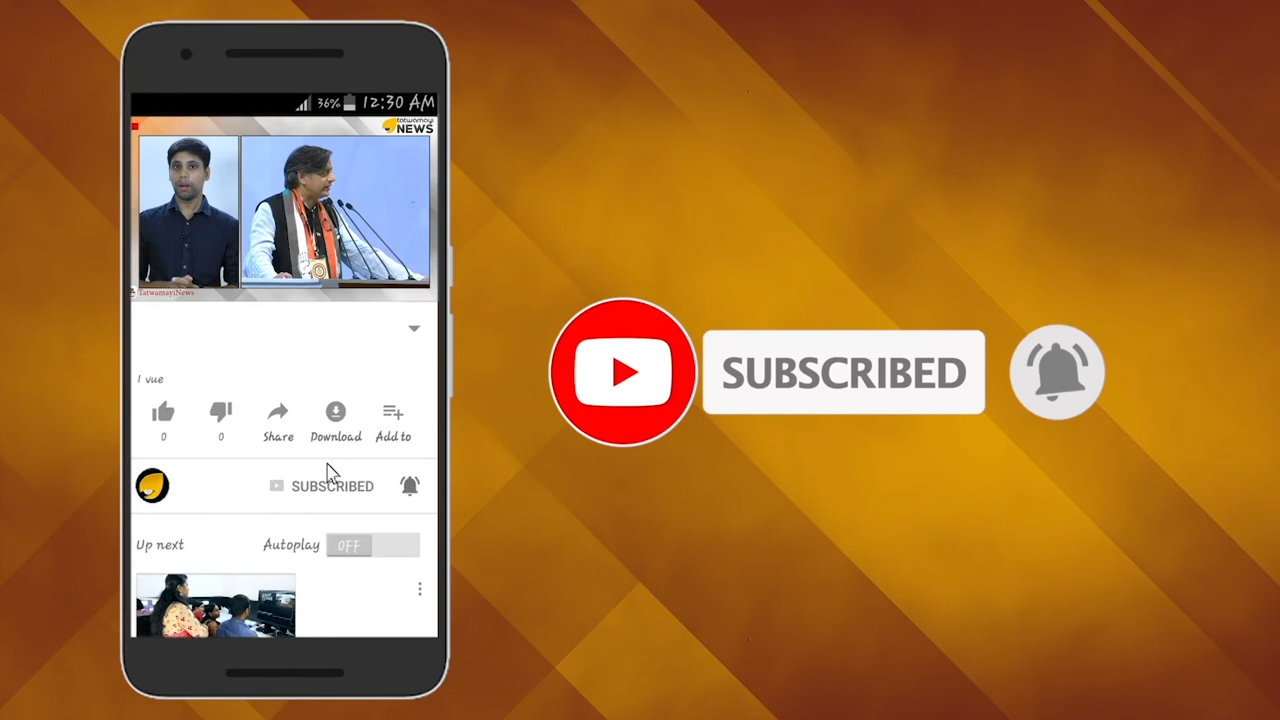 36% 12:30 AM
tatwamayi
NEWS
TatwamayiNews
1 vue
0 0 Share Download Add to
SUBSCRIBED
Up next Autoplay OFF
SUBSCRIBED